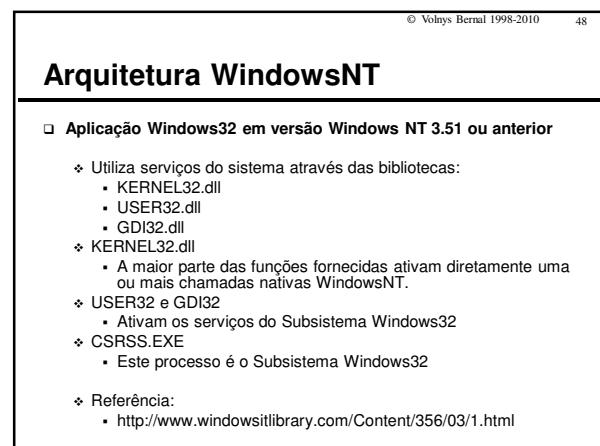 © Volnys Bernal 1998-2010 48
Arquitetura WindowsNT
❑ Aplicação Windows32 em versão Windows NT 3.51 ou anterior
❖ Utiliza serviços do sistema através das bibliotecas:
▪ KERNEL32.dll
▪ USER32.dll
▪ GDI32.dll
❖ KERNEL32.dll
▪ A maior parte das funções fornecidas ativam diretamente uma
ou mais chamadas nativas WindowsNT.
❖ USER32 e GDI32
▪ Ativam os serviços do Subsistema Windows32
❖ CSRSS.EXE
▪ Este processo é o Subsistema Windows32
❖ Referência:
▪ http://www.windowsitlibrary.com/Content/356/03/1.html